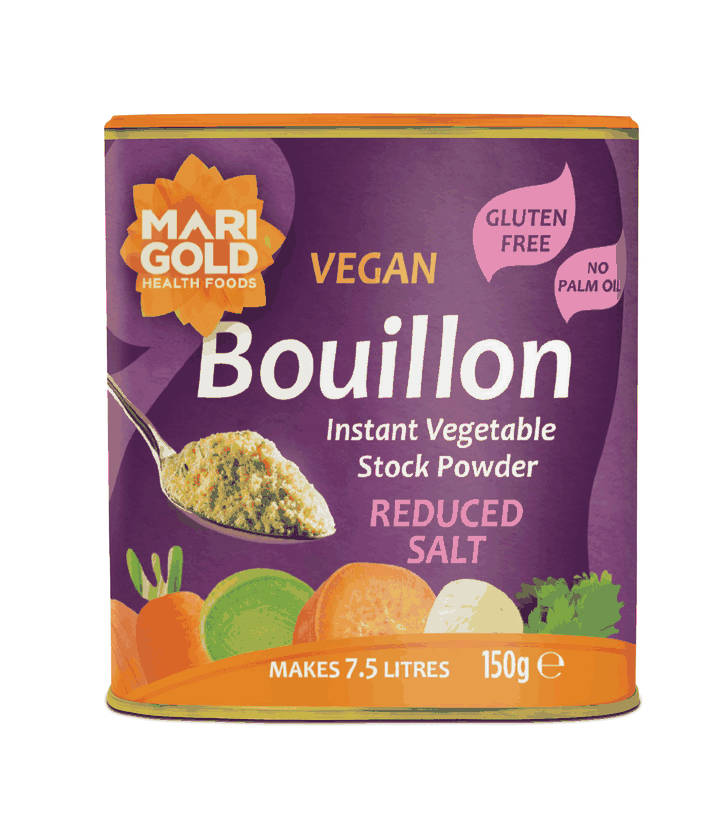 MARI
GOLD
HEALTH FOODS
GLUTEN
FREE
NO
PALM OIL
VEGAN
Bouillon
Instant Vegetable
Stock Powder
REDUCED
SALT
MAKES 7.5 LITRES 150g ℮